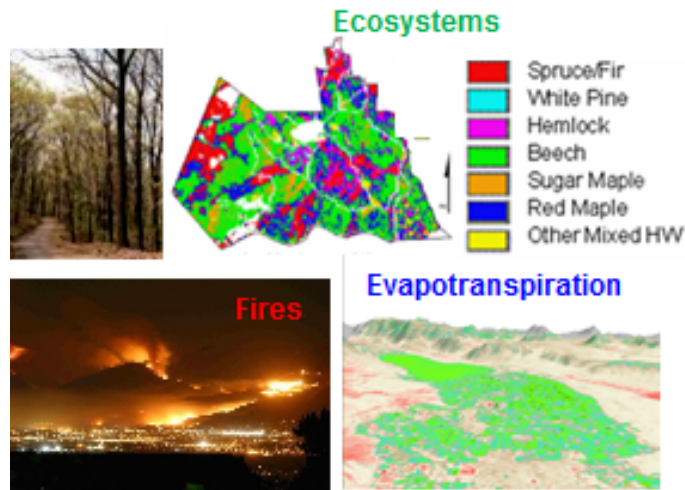 Ecosystems
Spruce/Fir
White Pine
Hemlock
Beech
Sugar Maple
Red Maple
Other Mixed HW
Fires
Evapotranspiration